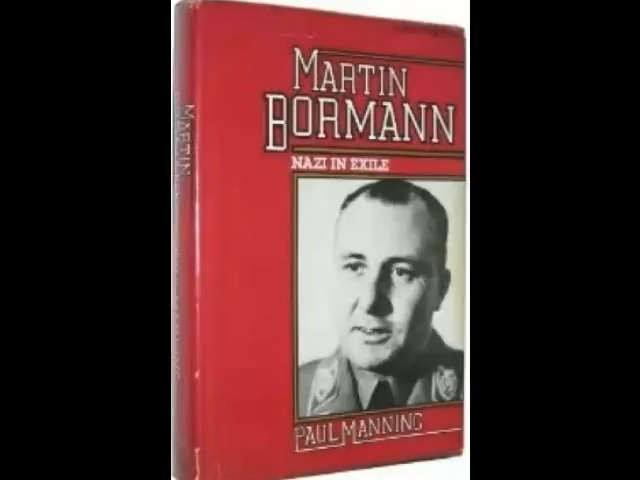 MARTIN
BORMANN
NAZI IN EXILE
PAUL MANNING
MARTIN